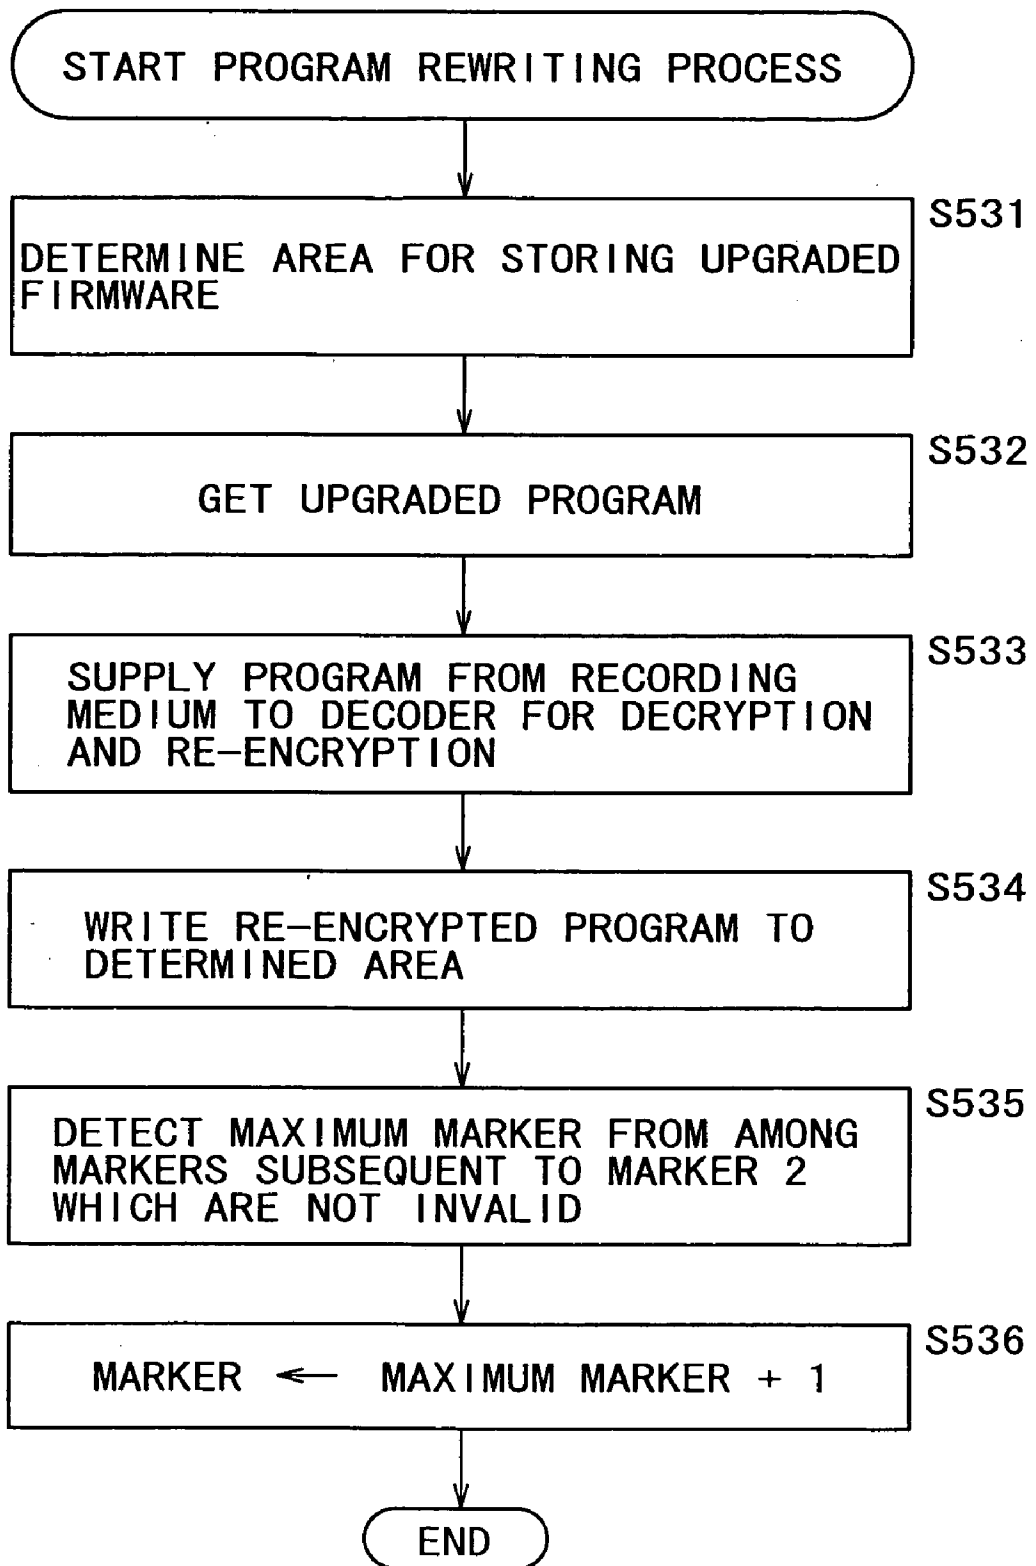 START PROGRAM REWRITING PROCESS
S531
DETERMINE AREA FOR STORING UPGRADED
FIRMWARE
S532
GET UPGRADED PROGRAM
S533
SUPPLY PROGRAM FROM RECORDING
MEDIUM TO DECODER FOR DECRYPTION
AND RE-ENCRYPTION
S534
WRITE RE-ENCRYPTED PROGRAM TO
DETERMINED AREA
S535
DETECT MAXIMUM MARKER FROM AMONG
MARKERS SUBSEQUENT TO MARKER 2
WHICH ARE NOT INVALID
S536
MARKER ← MAXIMUM MARKER + 1
END